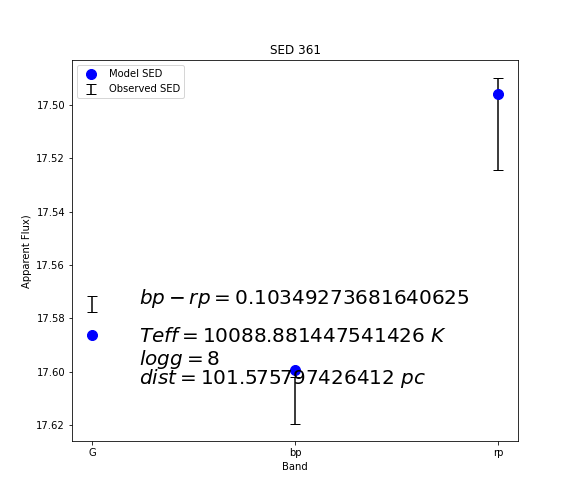 SED 361
Model SED
Observed SED
17.50
17.52
17.54
17.56
17.58
17.60
17.62
Apparent Flux)
bp − rp = 0.10349273681640625
Teff = 10088.881447541426 K
logg = 8
dist = 101.575797426412 pc
G
bp
rp
Band